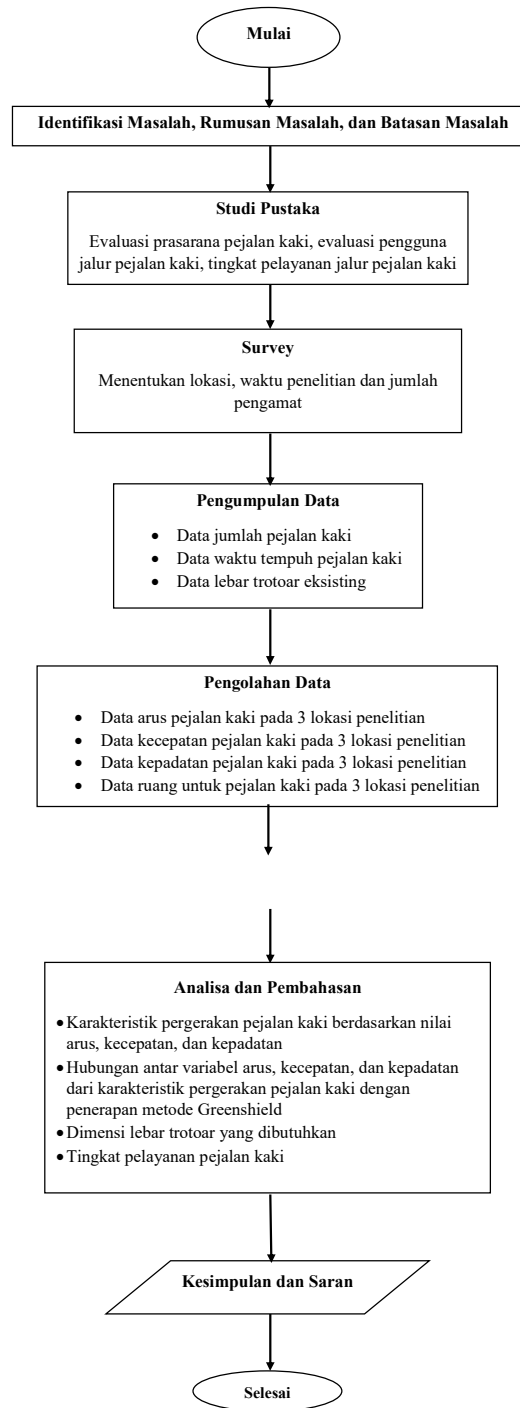 Mulai
Identifikasi Masalah, Rumusan Masalah, dan Batasan Masalah
Studi Pustaka
Evaluasi prasarana pejalan kaki, evaluasi pengguna
jalur pejalan kaki, tingkat pelayanan jalur pejalan kaki
Survey
Menentukan lokasi, waktu penelitian dan jumlah
pengamat
Pengumpulan Data
• Data jumlah pejalan kaki
• Data waktu tempuh pejalan kaki
• Data lebar trotoar eksisting
Pengolahan Data
• Data arus pejalan kaki pada 3 lokasi penelitian
• Data kecepatan pejalan kaki pada 3 lokasi penelitian
• Data kepadatan pejalan kaki pada 3 lokasi penelitian
• Data ruang untuk pejalan kaki pada 3 lokasi penelitian
Analisa dan Pembahasan
• Karakteristik pergerakan pejalan kaki berdasarkan nilai
arus, kecepatan, dan kepadatan
• Hubungan antar variabel arus, kecepatan, dan kepadatan
dari karakteristik pergerakan pejalan kaki dengan
penerapan metode Greenshield
• Dimensi lebar trotoar yang dibutuhkan
• Tingkat pelayanan pejalan kaki
Kesimpulan dan Saran
Selesai